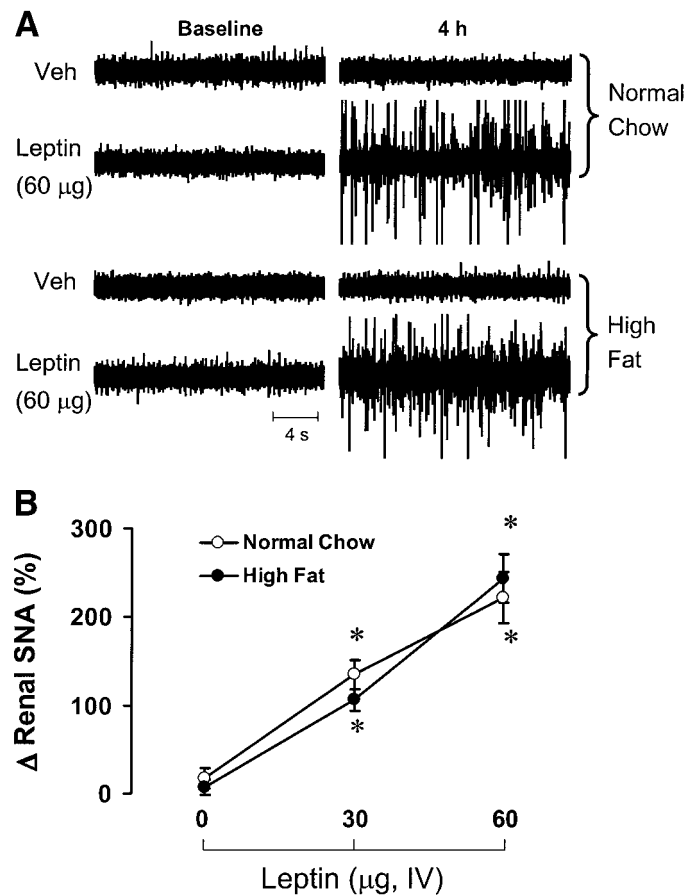 A
Baseline 4 h
Veh
Leptin
(60 μg)
Normal
Chow
Veh
Leptin
(60 μg)
High
Fat
4 s
B
Δ Renal SNA (%)
300
200
100
0
Normal Chow
High Fat
*
*
*
*
0 30 60
Leptin (μg, IV)